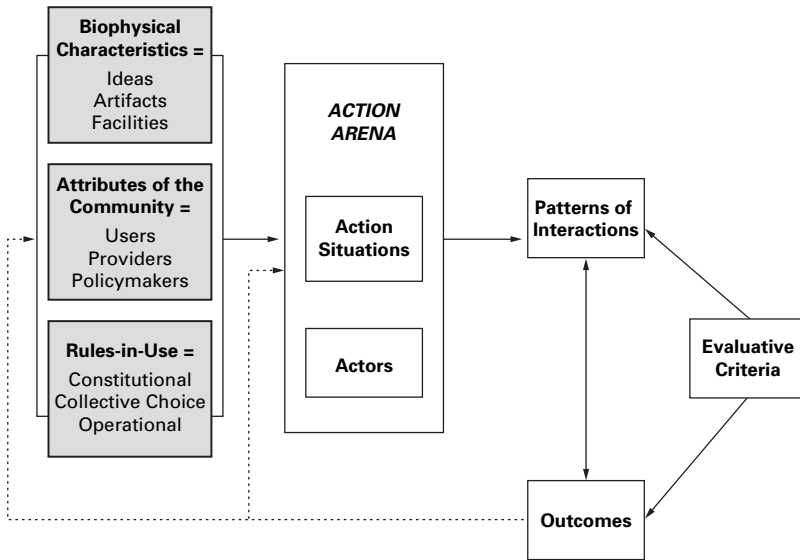 Biophysical
Characteristics =
Ideas
Artifacts
Facilities
Attributes of the
Community =
Users
Providers
Policymakers
Rules-in-Use =
Constitutional
Collective Choice
Operational
ACTION
ARENA
Action
Situations
Actors
Patterns of
Interactions
Outcomes
Evaluative
Criteria